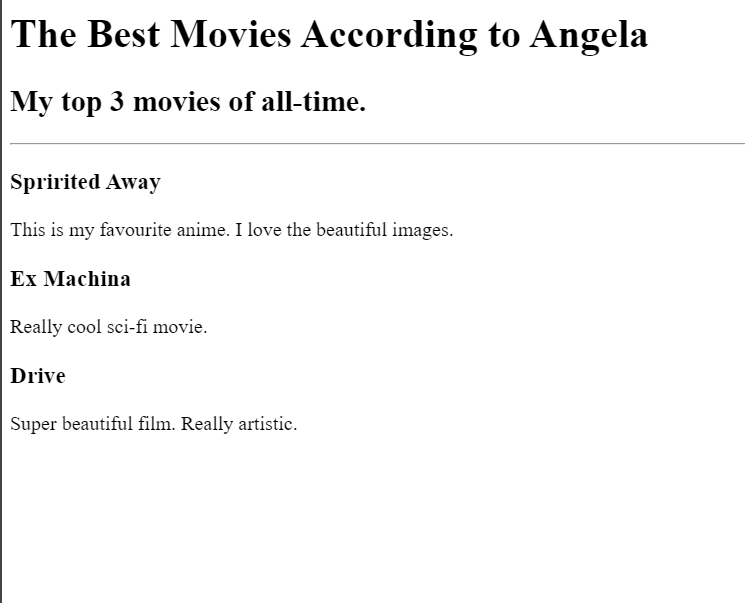 The Best Movies According to Angela
My top 3 movies of all-time.
Spririted Away
This is my favourite anime. I love the beautiful images.
Ex Machina
Really cool sci-fi movie.
Drive
Super beautiful film. Really artistic.